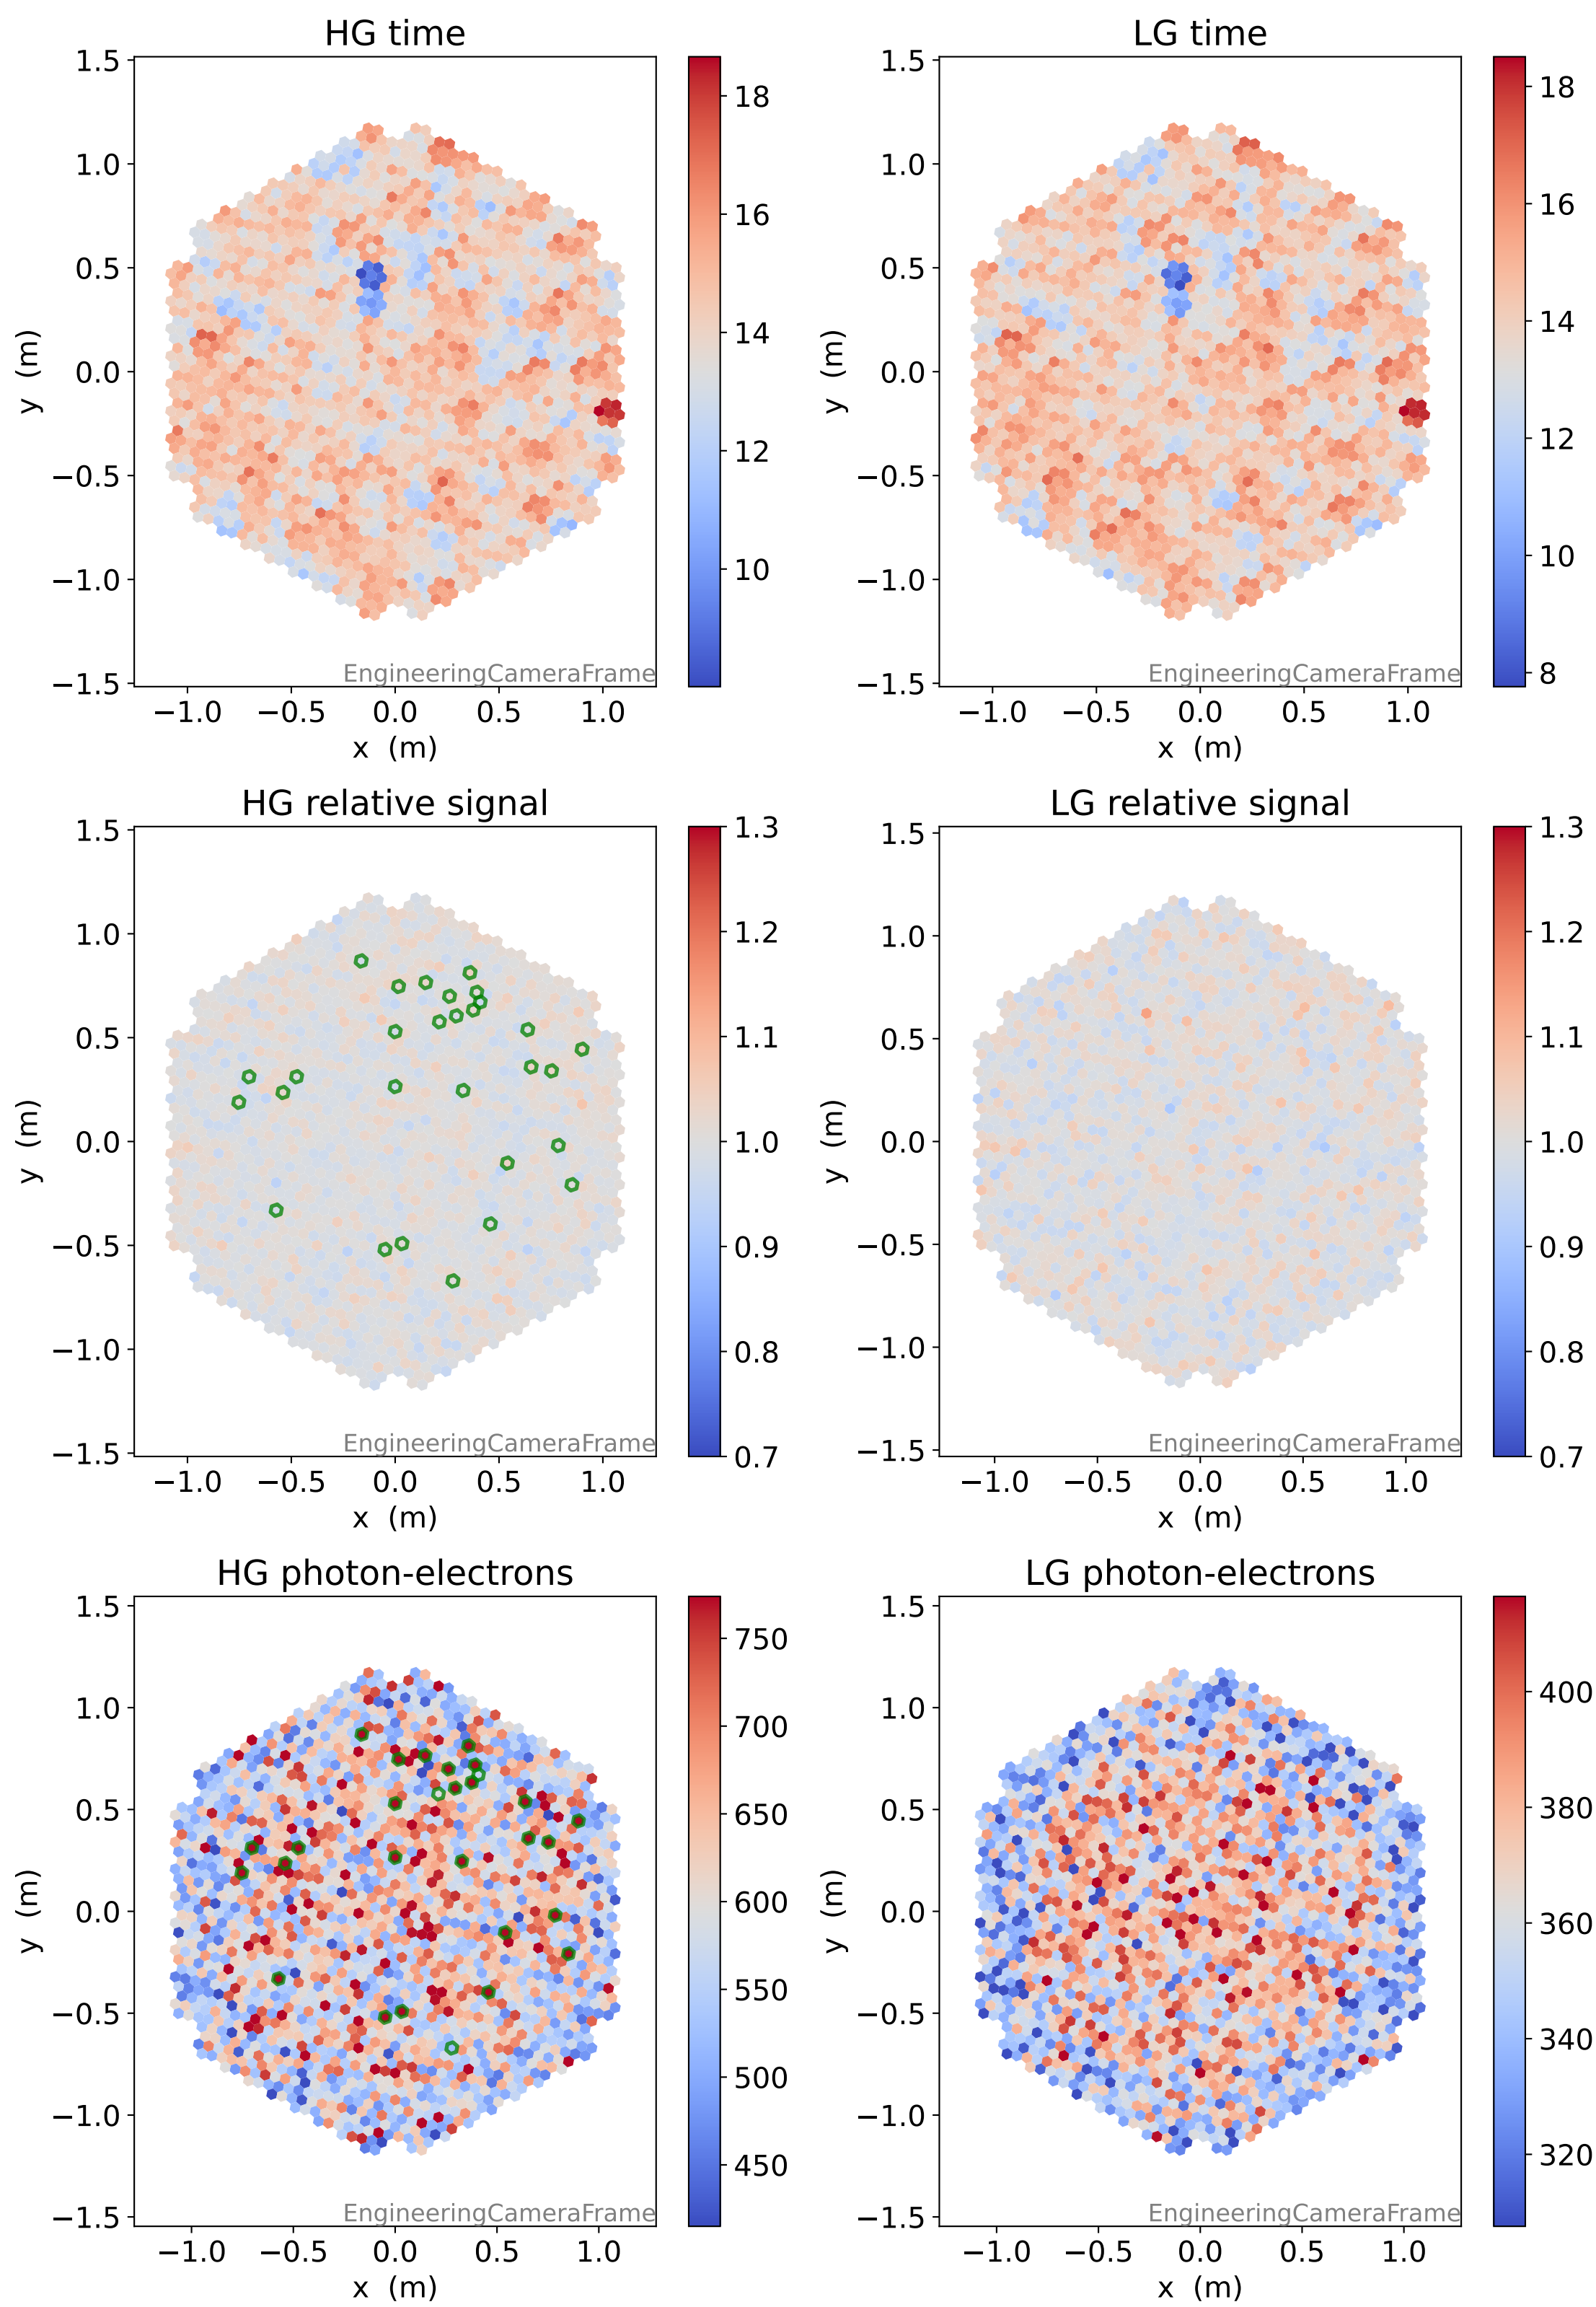 HG time
1.5
1.0
0.5
0.0
−0.5
−1.0
−1.5
y (m)
−1.0 −0.5 0.0 0.5 1.0
x (m)
EngineeringCameraFrame
18
16
14
12
10
LG time
1.5
1.0
0.5
0.0
−0.5
−1.0
−1.5
y (m)
−1.0 −0.5 0.0 0.5 1.0
x (m)
EngineeringCameraFrame
18
16
14
12
10
8
HG relative signal
1.5
1.0
0.5
0.0
−0.5
−1.0
−1.5
y (m)
−1.0 −0.5 0.0 0.5 1.0
x (m)
EngineeringCameraFrame
1.3
1.2
1.1
1.0
0.9
0.8
0.7
LG relative signal
1.5
1.0
0.5
0.0
−0.5
−1.0
−1.5
y (m)
−1.0 −0.5 0.0 0.5 1.0
x (m)
EngineeringCameraFrame
1.3
1.2
1.1
1.0
0.9
0.8
0.7
HG photon-electrons
1.5
1.0
0.5
0.0
−0.5
−1.0
−1.5
y (m)
−1.0 −0.5 0.0 0.5 1.0
x (m)
EngineeringCameraFrame
750
700
650
600
550
500
450
LG photon-electrons
1.5
1.0
0.5
0.0
−0.5
−1.0
−1.5
y (m)
−1.0 −0.5 0.0 0.5 1.0
x (m)
EngineeringCameraFrame
400
380
360
340
320